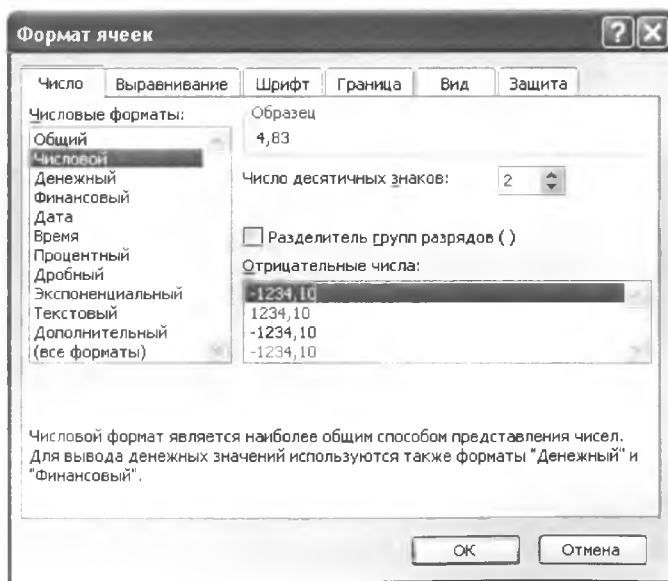 Формат ячеек
Число Выравнивание Шрифт Граница Вид Защита
Числовые форматы:
Общий
Числовой
Денежный
Финансовый
Дата
Время
Процентный
Дробный
Экспоненциальный
Текстовый
Дополнительный
(все форматы)
Образец
4,83
Число десятичных знаков: 2
Разделитель групп разрядов ( )
Отрицательные числа:
-1234,10
1234,10
-1234,10
-1234,10
Числовой формат является наиболее общим способом представления чисел.
Для вывода денежных значений используются также форматы "Денежный" и
"Финансовый".
ОК Отмена